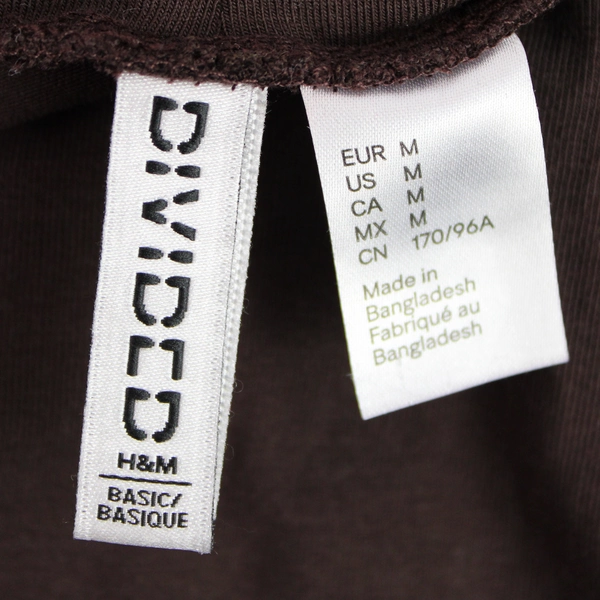 DIVIDED
H&M
BASIC/
BASIQUE
EUR M
US M
CA M
MX M
CN 170/96A
Made in
Bangladesh
Fabriqué au
Bangladesh